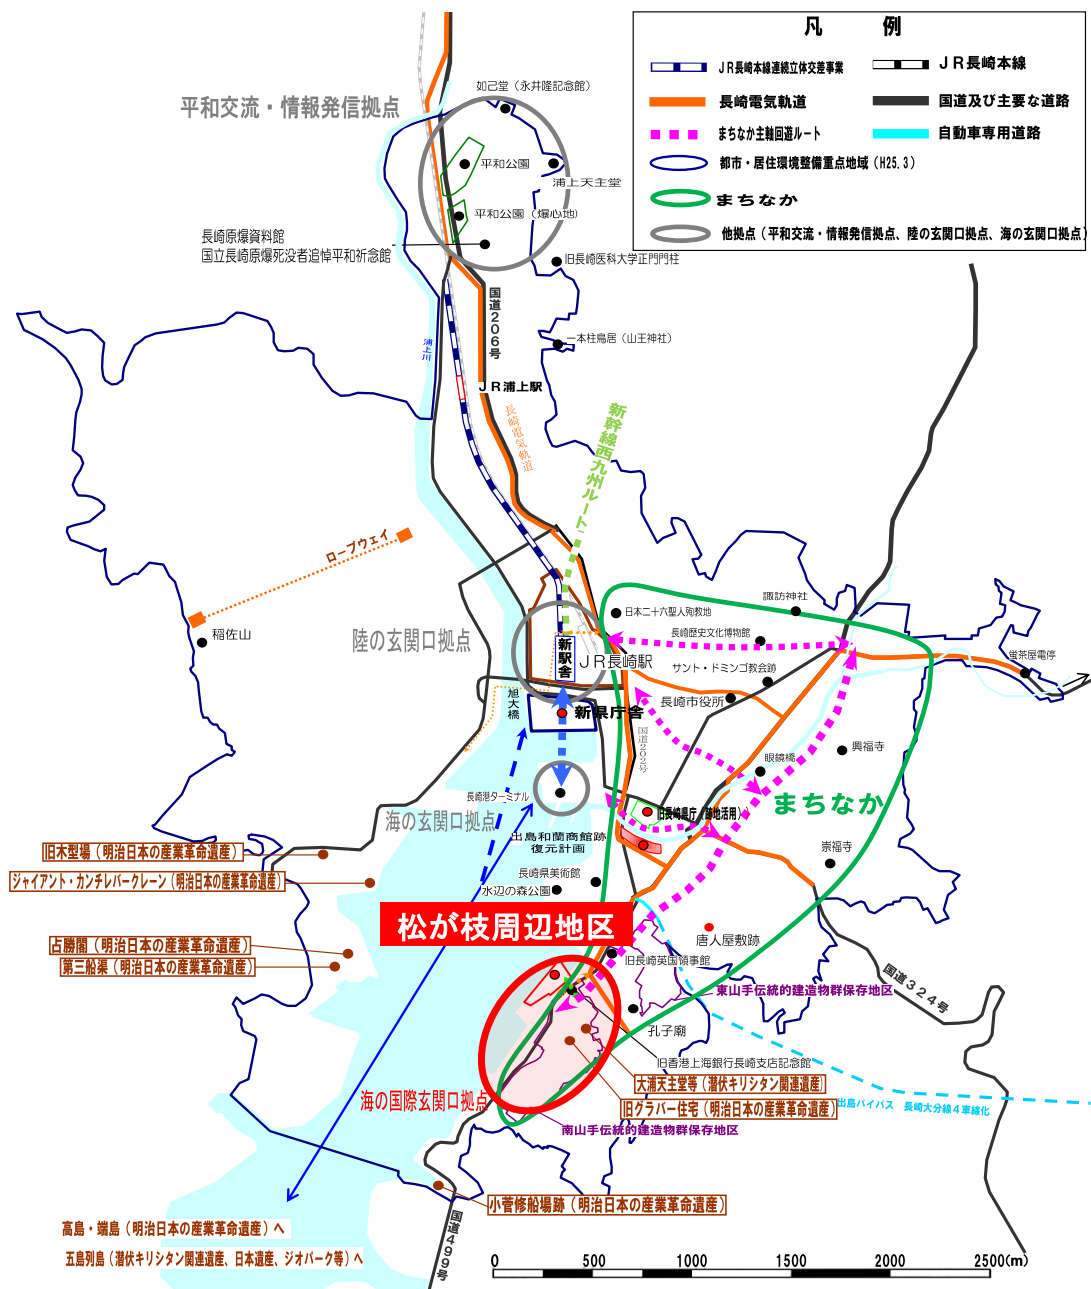 凡　例
ＪＲ長崎本線連続立体交差事業
ＪＲ長崎本線
長崎電気軌道
国道及び主要な道路
まちなか主軸回遊ルート
自動車専用道路
都市・居住環境整備重点地域（H25.3）
まちなか
他拠点（平和交流・情報発信拠点、陸の玄関口拠点、海の玄関口拠点）
如己堂（永井隆記念館）
平和交流・情報発信拠点
平和公園
浦上天主堂
平和公園（爆心地）
長崎原爆資料館
国立長崎原爆死没者追悼平和祈念館
旧長崎医科大学正門門柱
国道２０６号
浦上川
一本柱鳥居（山王神社）
ＪＲ浦上駅
長崎電気軌道
新幹線西九州ルート
ロープウェイ
稲佐山
諏訪神社
日本二十六聖人殉教地
陸の玄関口拠点
長崎歴史文化博物館
新駅舎
ＪＲ長崎駅
サント・ドミンゴ教会跡
蛍茶屋電停
旭大橋
長崎市役所
新県庁舎
国道２０２号
興福寺
眼鏡橋
長崎港ターミナル
まちなか
旧長崎県庁（跡地活用）
海の玄関口拠点
出島和蘭商館跡
復元計画
旧木型場（明治日本の産業革命遺産）
崇福寺
長崎県美術館
ジャイアント・カンチレバークレーン（明治日本の産業革命遺産）
水辺の森公園
松が枝周辺地区
占勝閣（明治日本の産業革命遺産）
唐人屋敷跡
第三船渠（明治日本の産業革命遺産）
旧長崎英国領事館
国道３２４号
東山手伝統的建造物群保存地区
孔子廟
旧香港上海銀行長崎支店記念館
大浦天主堂等（潜伏キリシタン関連遺産）
海の国際玄関口拠点
旧グラバー住宅（明治日本の産業革命遺産）
出島バイパス　長崎大分線４車線化
南山手伝統的建造物群保存地区
小菅修船場跡（明治日本の産業革命遺産）
国道４９９号
高島・端島（明治日本の産業革命遺産）へ
五島列島（潜伏キリシタン関連遺産、日本遺産、ジオパーク等）へ
0 500 1000 1500 2000 2500(m)